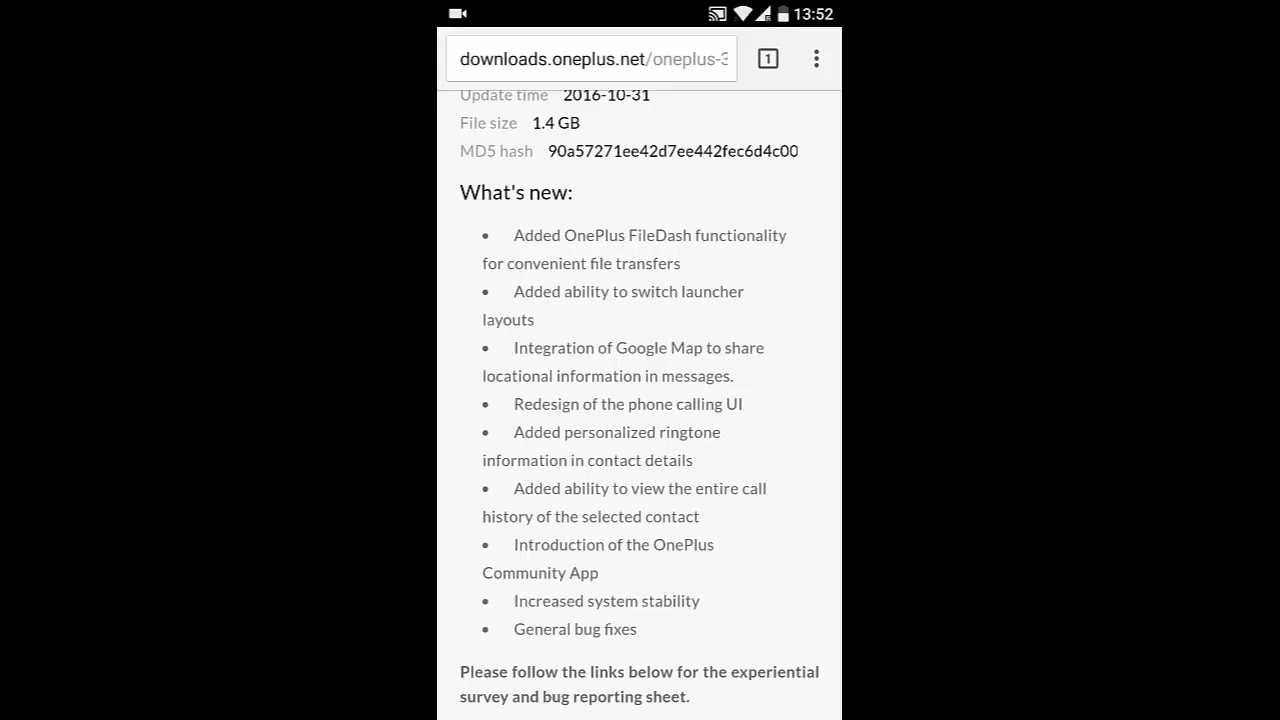 13:52
downloads.oneplus.net/oneplus-3
1
Update time 2016-10-31
File size 1.4 GB
MD5 hash 90a57271ee42d7ee442fec6d4c00
What's new:
• Added OnePlus FileDash functionality
for convenient file transfers
• Added ability to switch launcher
layouts
• Integration of Google Map to share
locational information in messages.
• Redesign of the phone calling UI
• Added personalized ringtone
information in contact details
• Added ability to view the entire call
history of the selected contact
• Introduction of the OnePlus
Community App
• Increased system stability
• General bug fixes
Please follow the links below for the experiential
survey and bug reporting sheet.